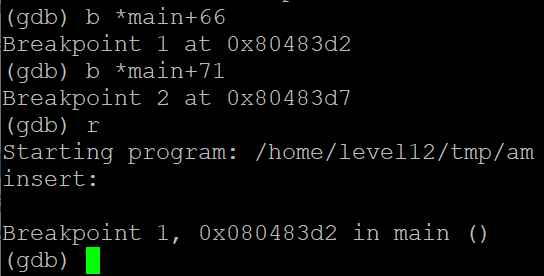 (gdb) b *main+66
Breakpoint 1 at 0x80483d2
(gdb) b *main+71
Breakpoint 2 at 0x80483d7
(gdb) r
Starting program: /home/level12/tmp/am
insert:
Breakpoint 1, 0x080483d2 in main ()
(gdb)